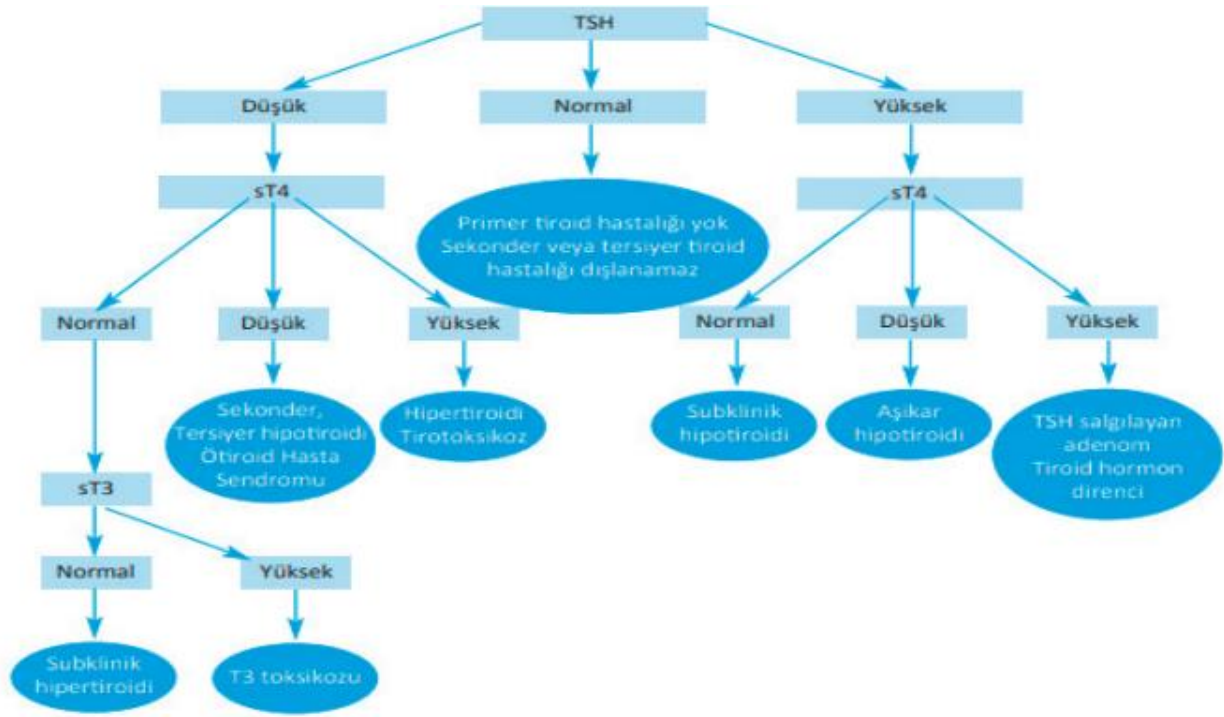 TSH
Düşük
Normal
Yüksek
sT4
sT4
Primer tiroid hastalığı yok
Sekonder veya tersiyer tiroid
hastalığı dışlanamaz
Normal
Düşük
Yüksek
Normal
Düşük
Yüksek
Sekonder,
Tersiyer hipotiroidi
Ötiroid Hasta
Sendromu
Hipertiroidi
Tirotoksikoz
Subklinik
hipotiroidi
Aşikar
hipotiroidi
TSH salgılayan
adenom
Tiroid hormon
direnci
sT3
Normal
Yüksek
Subklinik
hipertiroidi
T3 toksikozu